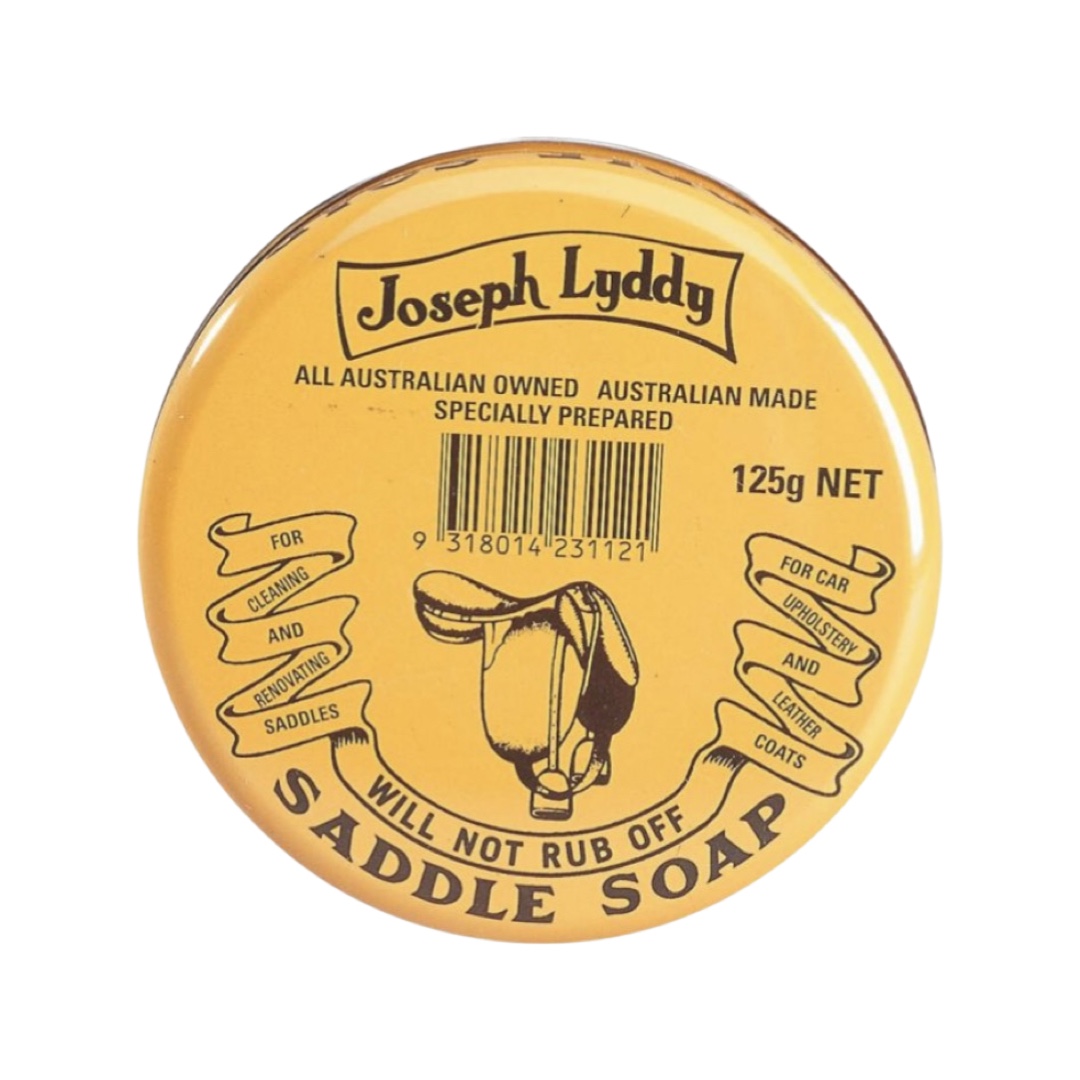 Joseph Lyddy
ALL AUSTRALIAN OWNED AUSTRALIAN MADE
SPECIALLY PREPARED
125g NET
9 318014 231121
FOR
CLEANING
AND
RENOVATING
SADDLES
FOR CAR
UPHOLSTERY
AND
LEATHER
COATS
WILL NOT RUB OFF
SADDLE SOAP